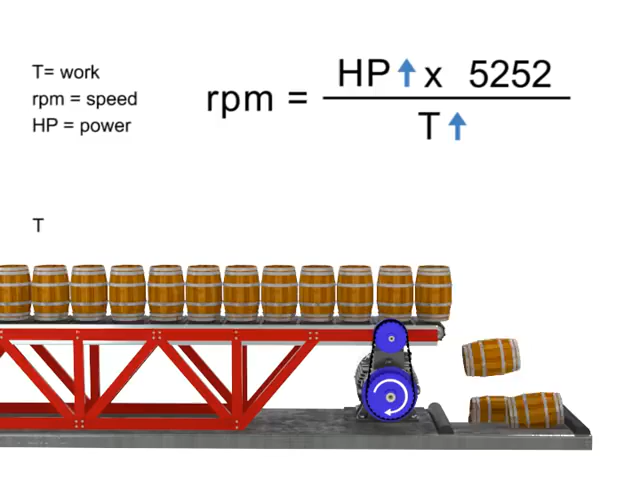 T= work
rpm = speed
HP = power
rpm = HP↑ x 5252
T↑
T